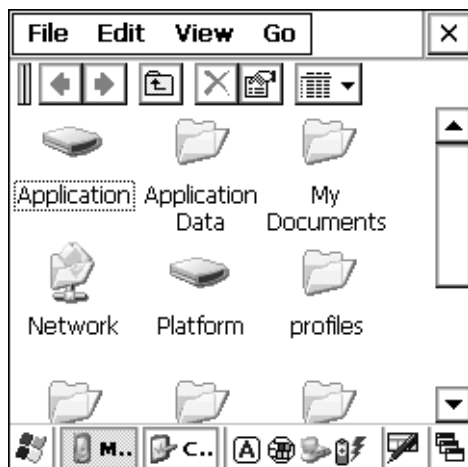 File Edit View Go
Application Application Data My Documents
Network Platform profiles
M.. C.. A